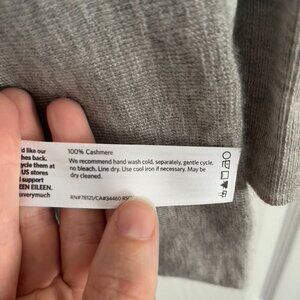 d like our
hes back.
ycle them at
US stores
support
EEN EILEEN.
averymuch
100% Cashmere
We recommend hand wash cold, separately, gentle cycle,
no bleach. Line dry. Use cool iron if necessary. May be
dry cleaned.
RN#78121/CA#34460